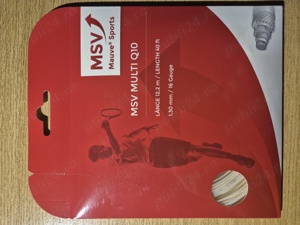 MSV
Mauve® Sports
MSV MULTI Q10
LÄNGE 12,2 m / LENGTH 40 ft
1,30 mm / 16 Gauge